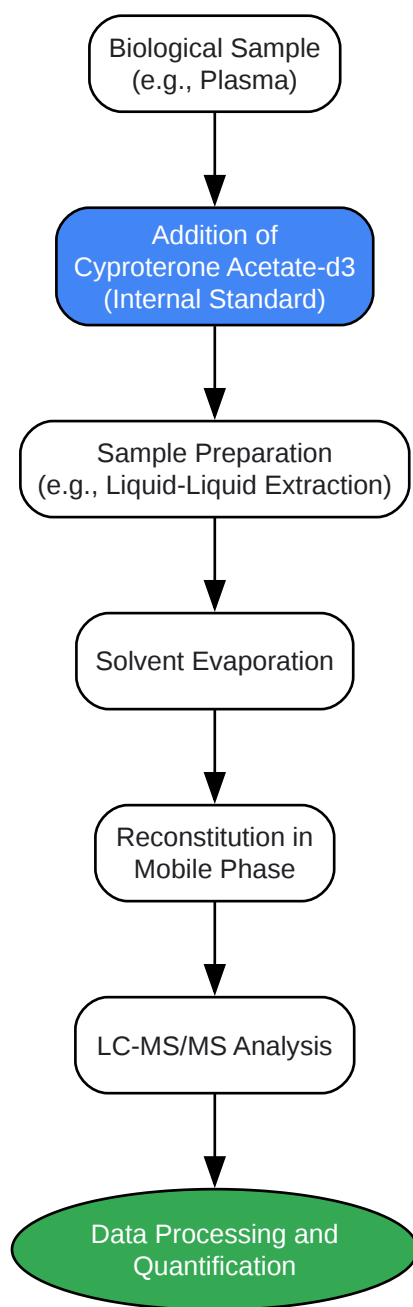 Biological Sample
(e.g., Plasma)
Addition of
Cyproterone Acetate-d3
(Internal Standard)
Sample Preparation
(e.g., Liquid-Liquid Extraction)
Solvent Evaporation
Reconstitution in
Mobile Phase
LC-MS/MS Analysis
Data Processing and
Quantification